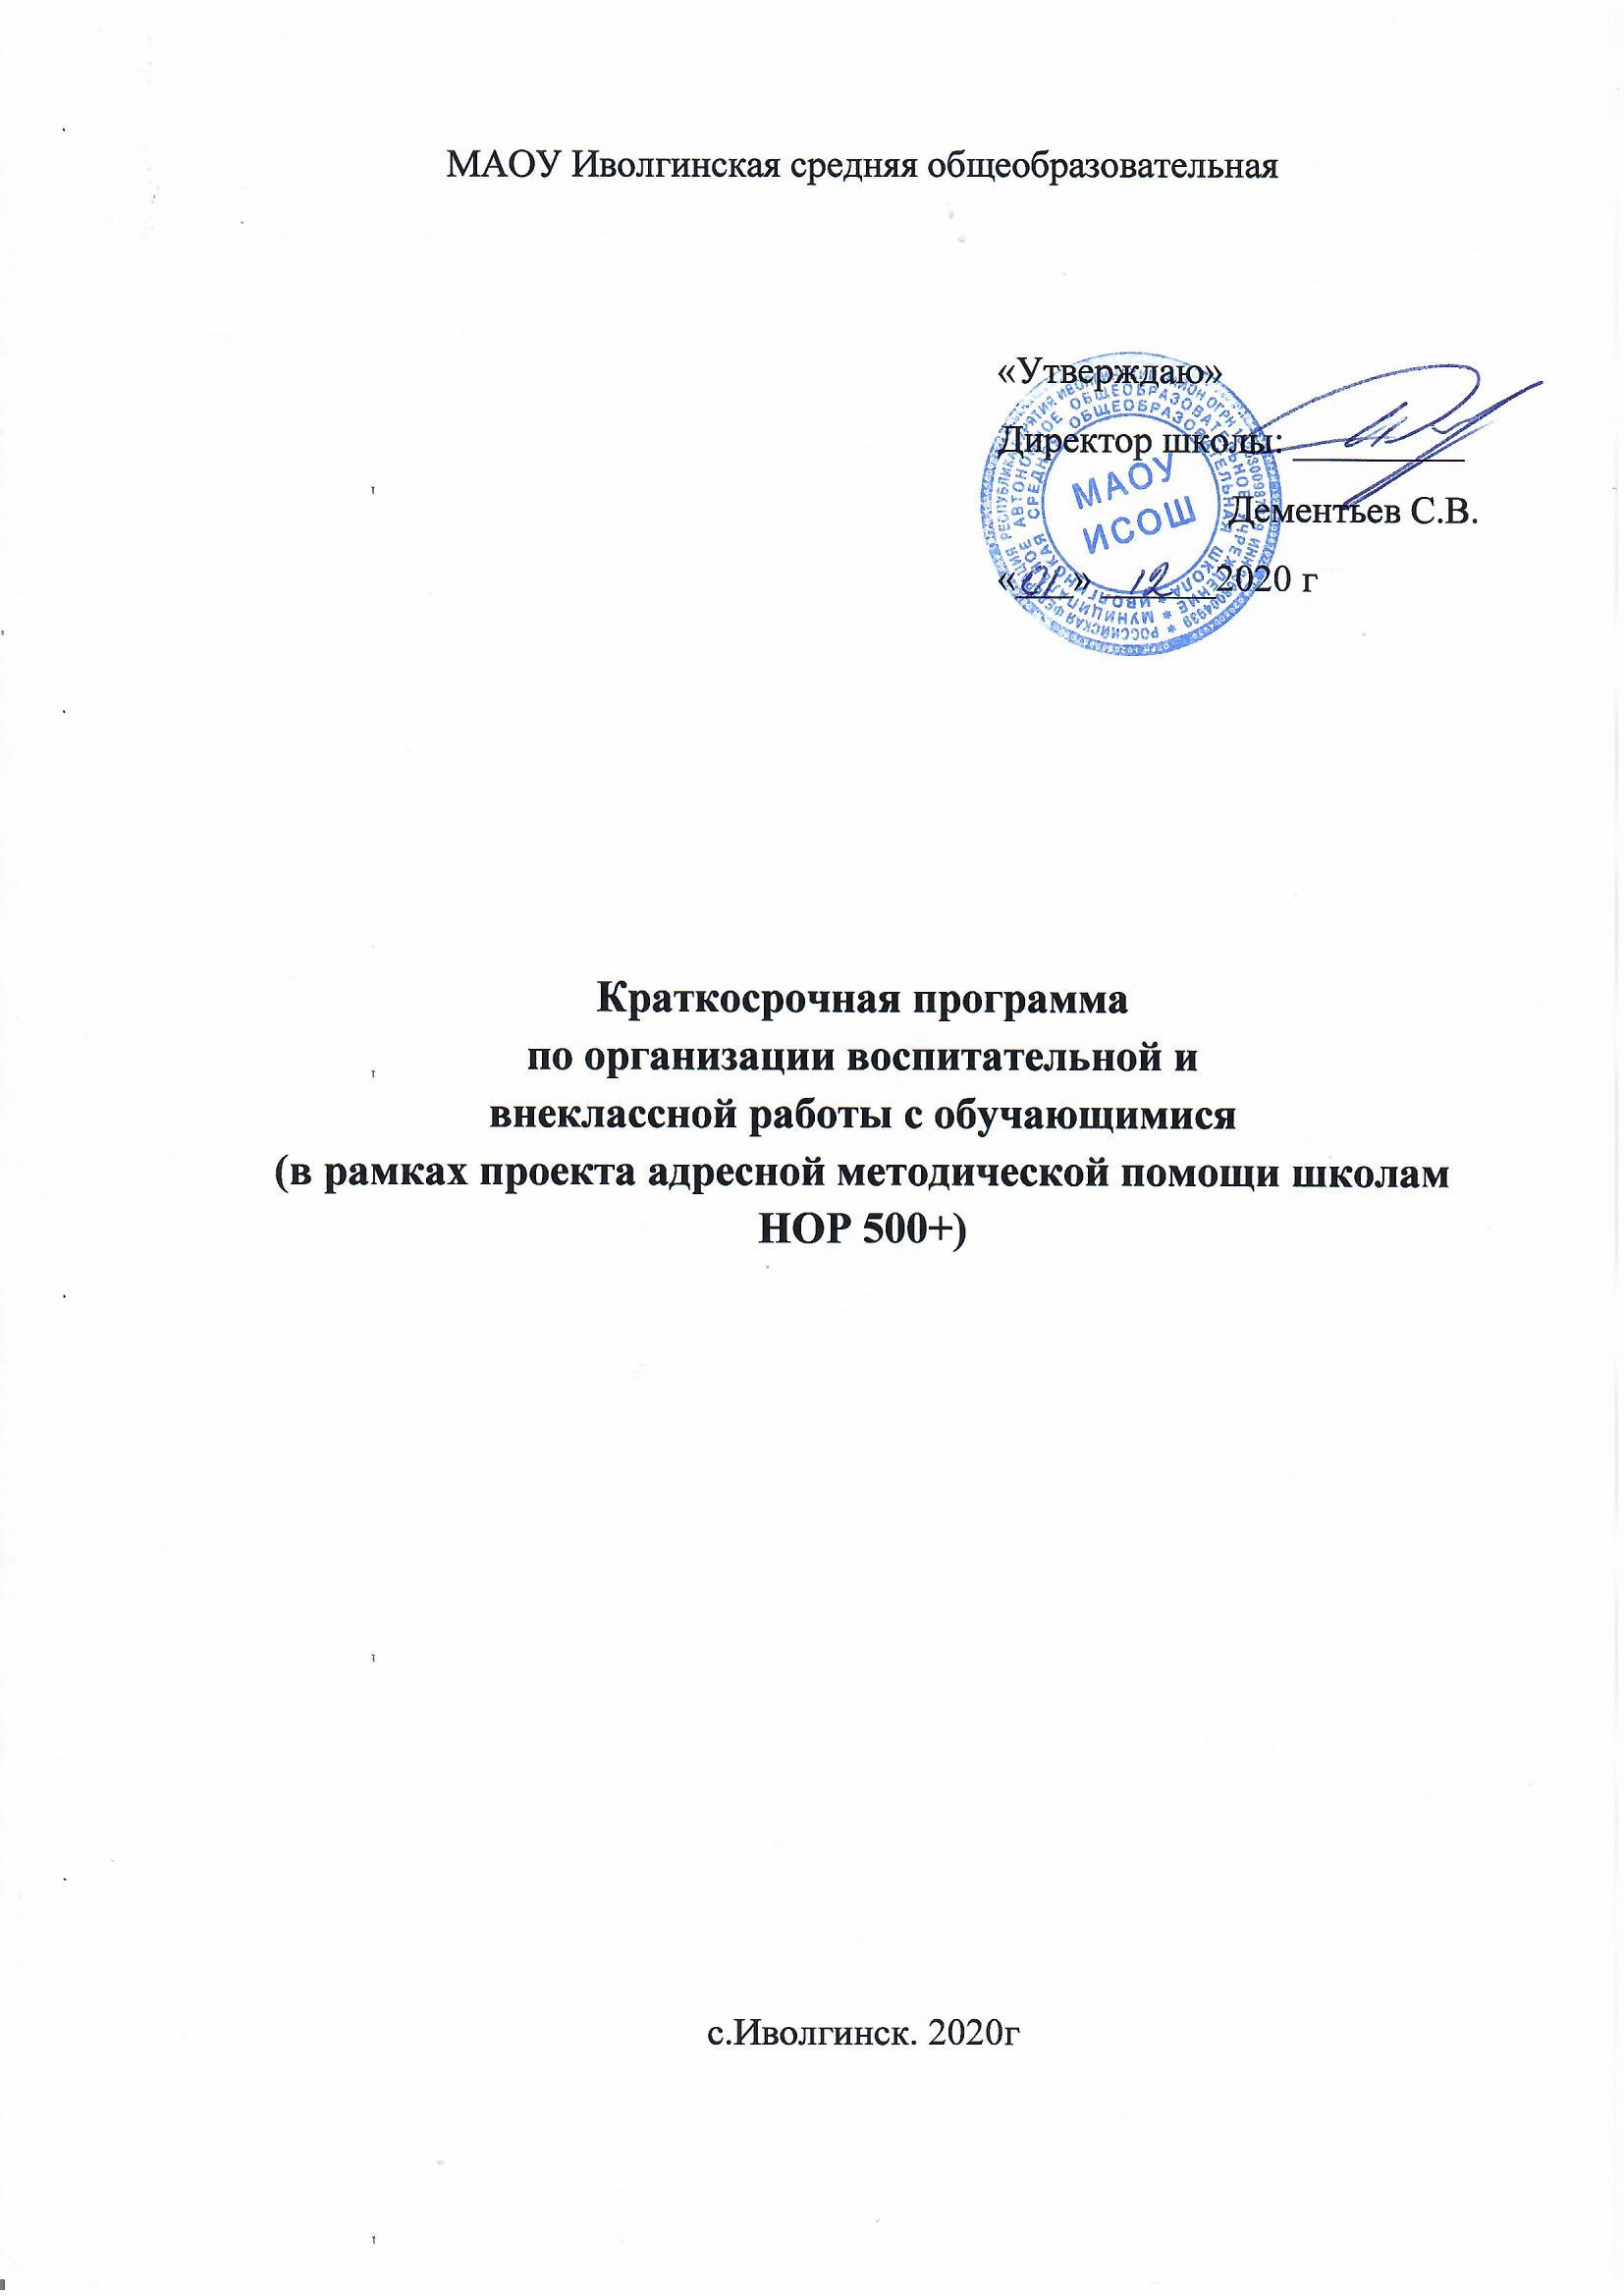 МАОУ Иволгинская средняя общеобразовательная
«Утверждаю»
Директор школы: _________
Дементьев С.В.
«01» 12 2020 г
МАОУ
ИСОШ
Краткосрочная программа
по организации воспитательной и
внеклассной работы с обучающимися
(в рамках проекта адресной методической помощи школам
НОР 500+)
с.Иволгинск. 2020г